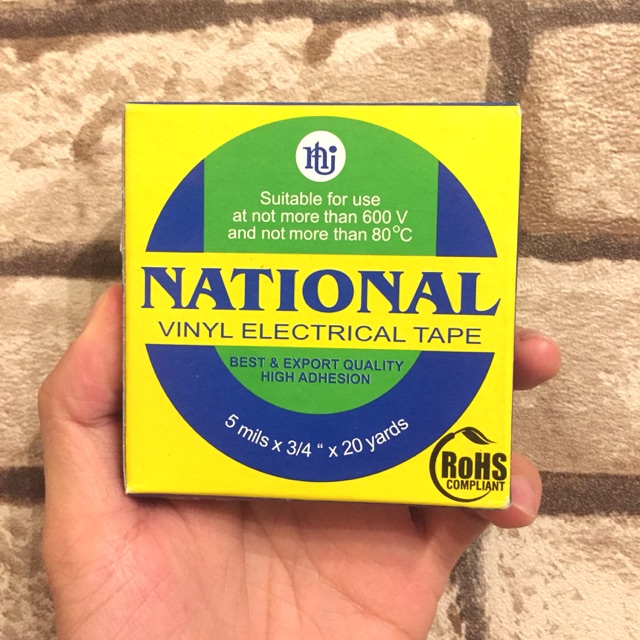 Suitable for use
at not more than 600 V
and not more than 80°C
NATIONAL
VINYL ELECTRICAL TAPE
BEST & EXPORT QUALITY
HIGH ADHESION
5 mils x 3/4 " x 20 yards
RoHS
COMPLIANT